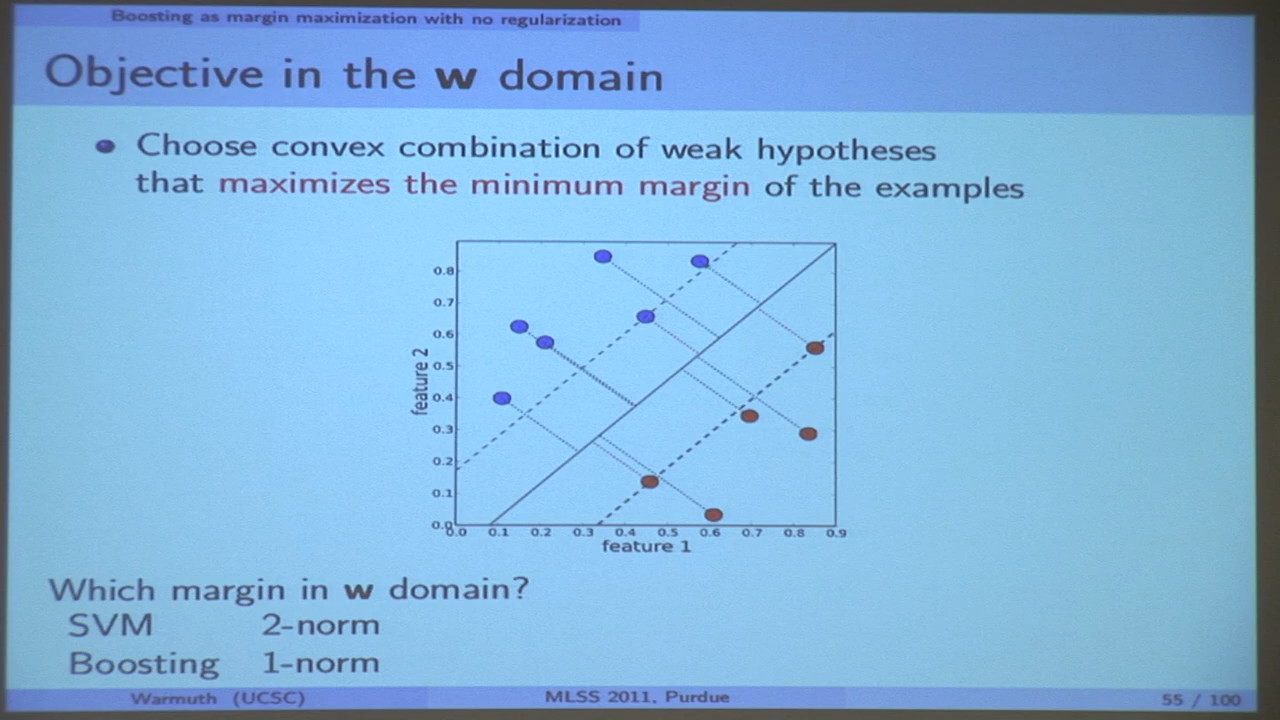 Boosting as margin maximization with no regularization
Objective in the w domain
Choose convex combination of weak hypotheses
that maximizes the minimum margin of the examples
0.8
0.7
0.6
0.5
0.4
0.3
0.2
0.1
0.0
feature 2
0.0 0.1 0.2 0.3 0.4 0.5 0.6 0.7 0.8 0.9
feature 1
Which margin in w domain?
SVM 2-norm
Boosting 1-norm
Warmuth (UCSC) MLSS 2011, Purdue 55 / 100